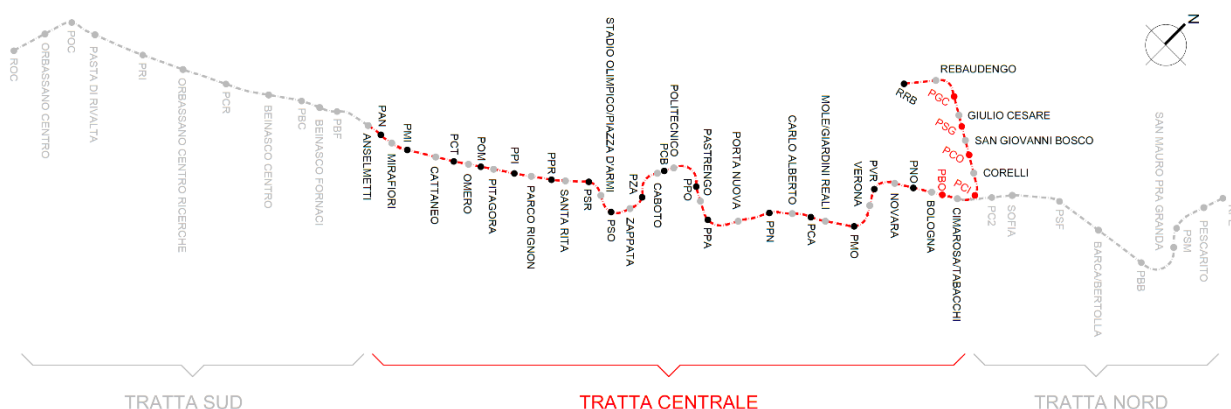 N
ROC
ORBASSANO CENTRO
POC
PASTA DI RIVALTA
PRI
ORBASSANO CENTRO RICERCHE
PCR
BEINASCO CENTRO
PBC
BEINASCO FORNACI
PBF
ANSELMETTI
PAN
MIRAFIORI
PMI
CATTANEO
PCT
OMERO
POM
PITAGORA
PPI
PARCO RIGNON
PPR
SANTA RITA
PSR
STADIO OLIMPICO/PIAZZA D'ARMI
PSO
ZAPPATA
PZA
CABOTO
PCB
POLITECNICO
PPO
PASTRENGO
PPA
PORTA NUOVA
PPN
CARLO ALBERTO
PCA
MOLE/GIARDINI REALI
PMO
VERONA
PVR
NOVARA
PNO
BOLOGNA
PBO
CIMAROSA/TABACCHI
PCI
CORELLI
PCO
SAN GIOVANNI BOSCO
PSG
GIULIO CESARE
PGC
REBAUDENGO
RRB
PC2
SOFIA
PSF
BARCA/BERTOLLA
PBB
SAN MAURO PRA GRANDA
PSM
PESCARITO
TRATTA SUD
TRATTA CENTRALE
TRATTA NORD